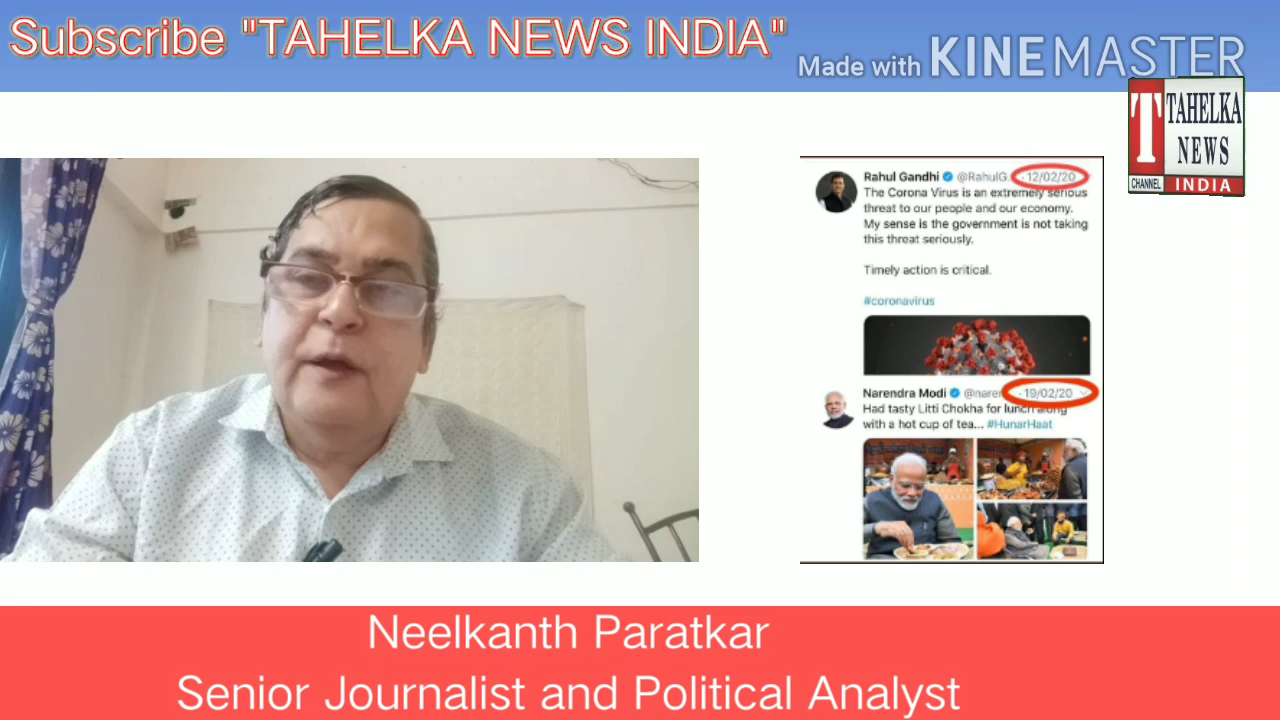 Subscribe "TAHELKA NEWS INDIA"
Made with KINEMASTER
T TAHELKA
NEWS
CHANNEL INDIA
Rahul Gandhi @RahulG.. · 12/02/20
The Corona Virus is an extremely serious
threat to our people and our economy.
My sense is the government is not taking
this threat seriously.
Timely action is critical.
#coronavirus
Narendra Modi @naren · 19/02/20
Had tasty Litti Chokha for lunch along
with a hot cup of tea... #HunarHaat
Neelkanth Paratkar
Senior Journalist and Political Analyst